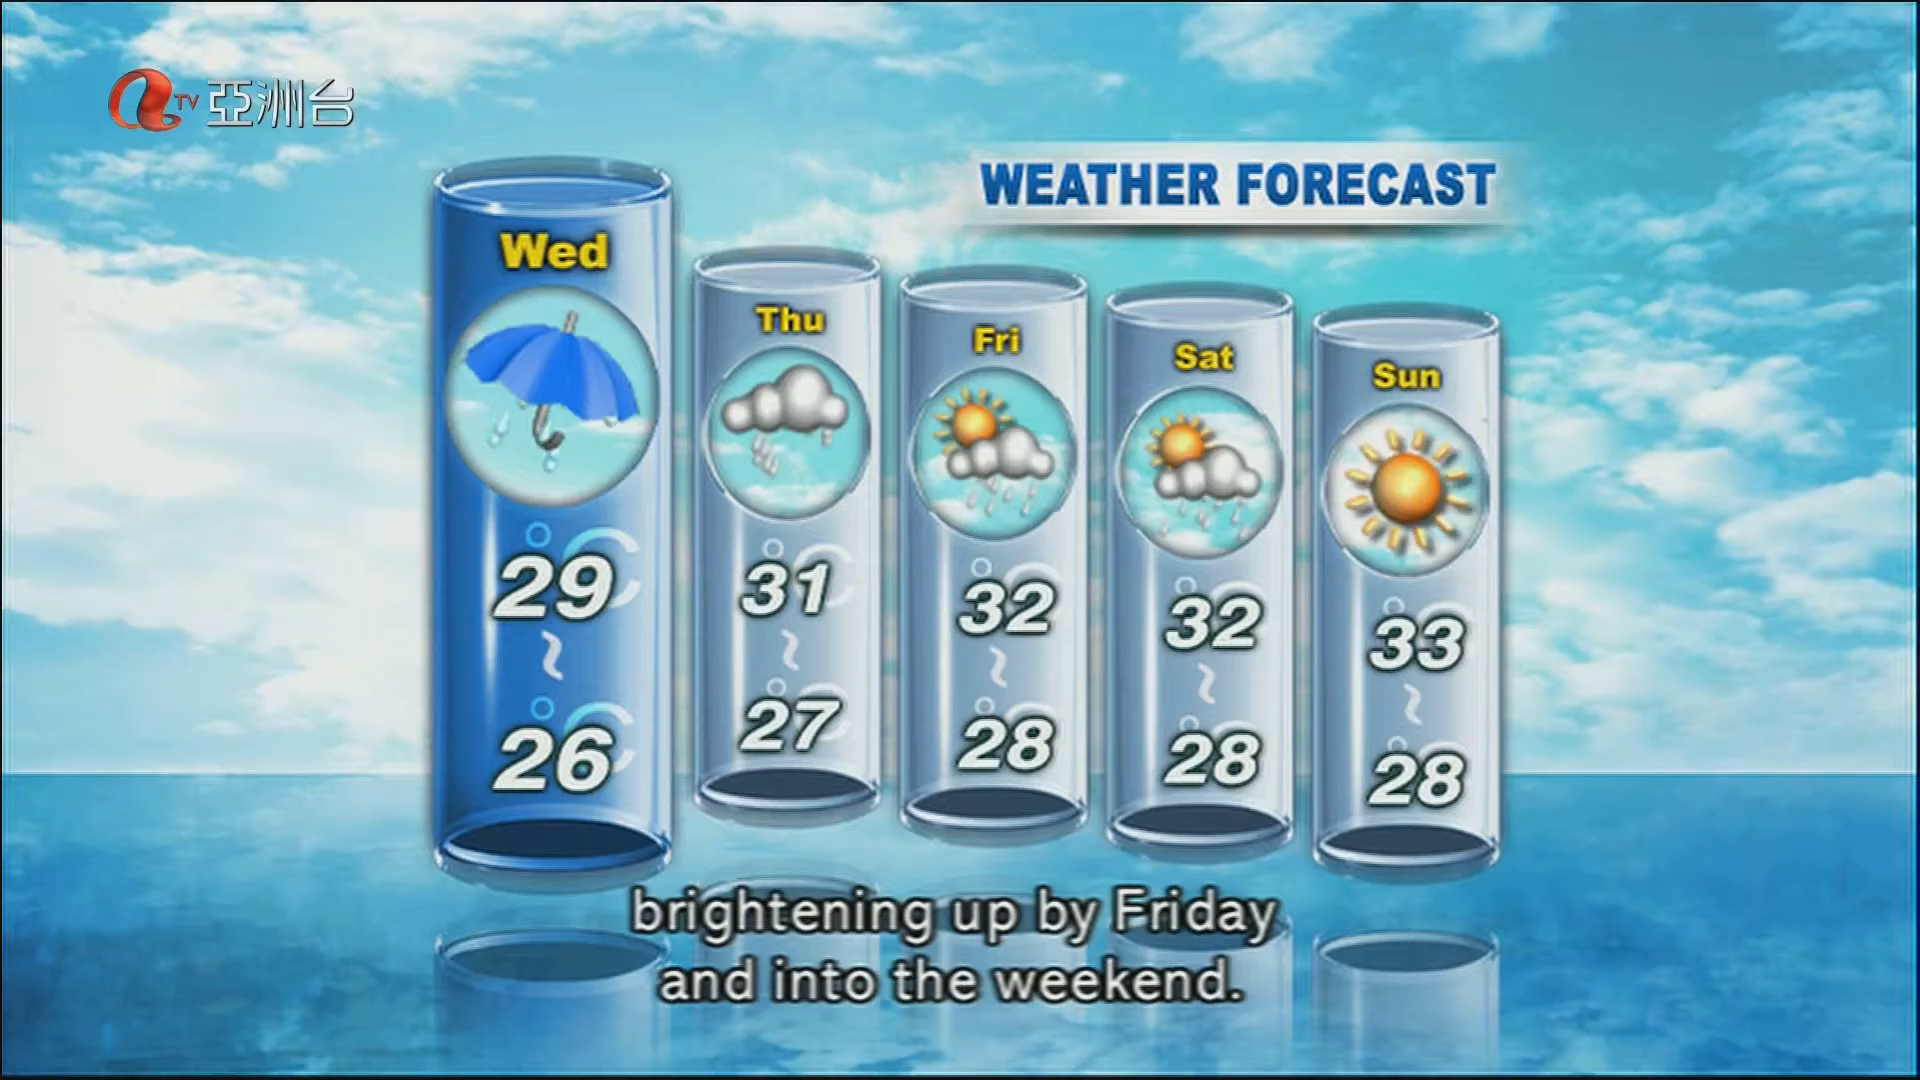 aTV 亞洲台
WEATHER FORECAST
Wed
29°C
~
26°C
Thu
31°C
~
27°C
Fri
32°C
~
28°C
Sat
32°C
~
28°C
Sun
33°C
~
28°C
brightening up by Friday
and into the weekend.